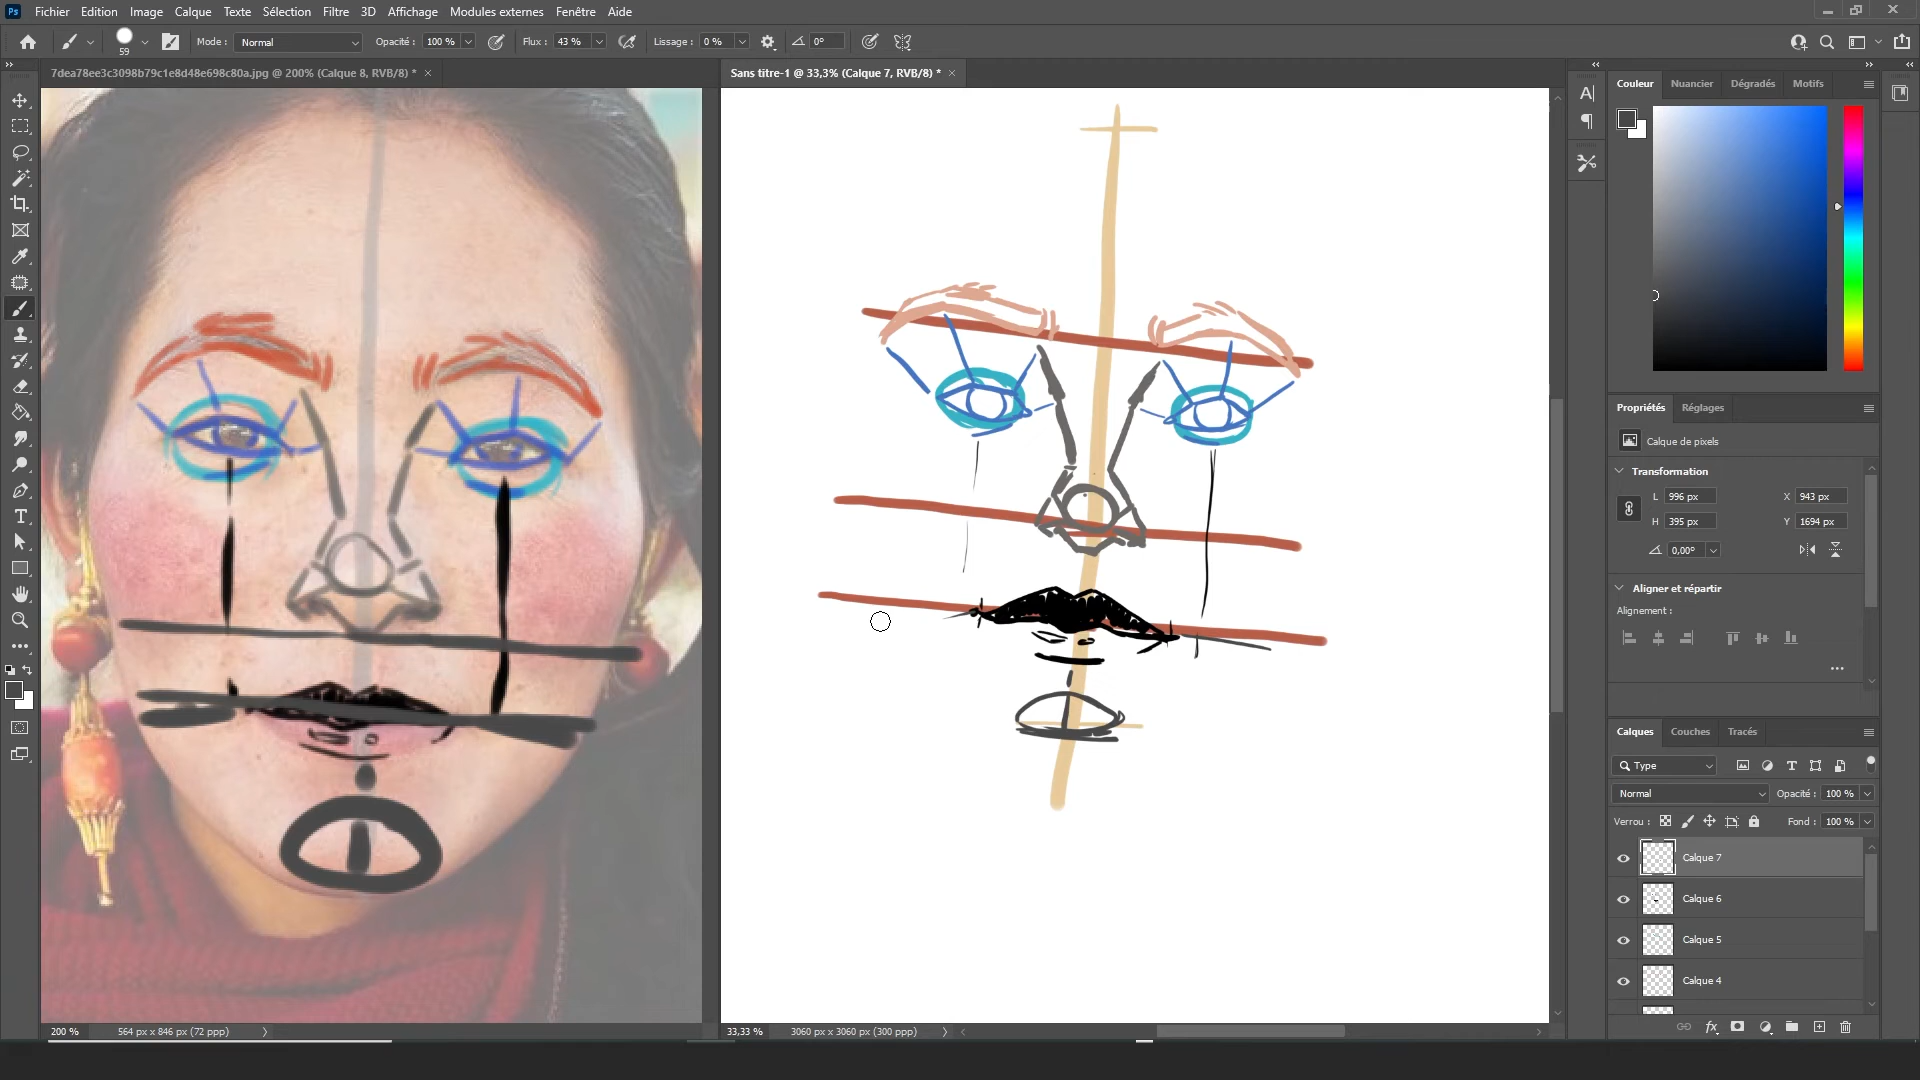 Ps Fichier Edition Image Calque Texte Sélection Filtre 3D Affichage Modules externes Fenêtre Aide
59 Mode : Normal Opacité : 100 % Flux : 43 % Lissage : 0 % 0°
7dea78ee3c3098b79c1e8d48e698c80a.jpg @ 200% (Calque 8, RVB/8) * ×
Sans titre-1 @ 33,3% (Calque 7, RVB/8) * ×
Couleur Nuancier Dégradés Motifs
Propriétés Réglages
Calque de pixels
Transformation
L 996 px X 943 px
H 395 px Y 1694 px
0,00°
Aligner et répartir
Alignement :
Calques Couches Tracés
Type
Normal Opacité : 100 %
Verrou : Fond : 100 %
Calque 7
Calque 6
Calque 5
Calque 4
200 % 564 px x 846 px (72 ppp)
33,33 % 3060 px x 3060 px (300 ppp)